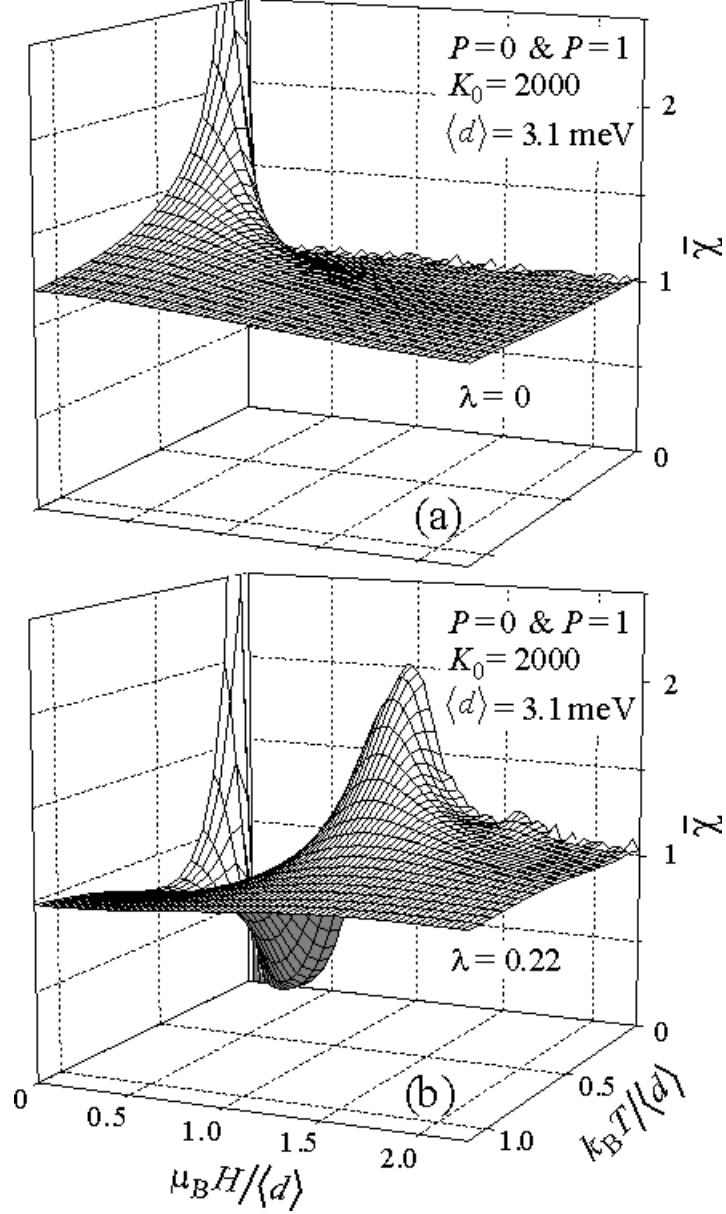 P=0 & P=1
K₀ = 2000
⟨d⟩ = 3.1 meV
2
χ̄
1
λ = 0
0
(a)
P=0 & P=1
K₀ = 2000
⟨d⟩ = 3.1 meV
2
χ̄
1
λ = 0.22
0
(b)
0
0.5
1.0
1.5
2.0
0.5
1.0
μ_B H/⟨d⟩
k_B T/⟨d⟩